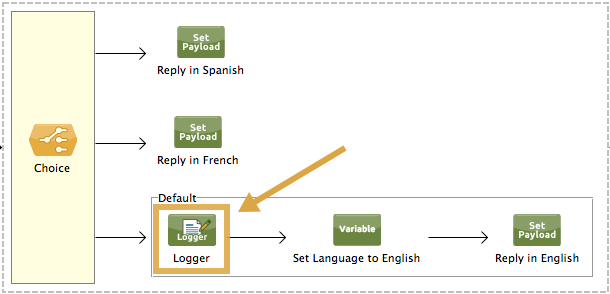 Set
Payload
Reply in Spanish
Set
Payload
Reply in French
Choice
Default
Logger
Logger
Variable
Set Language to English
Set
Payload
Reply in English